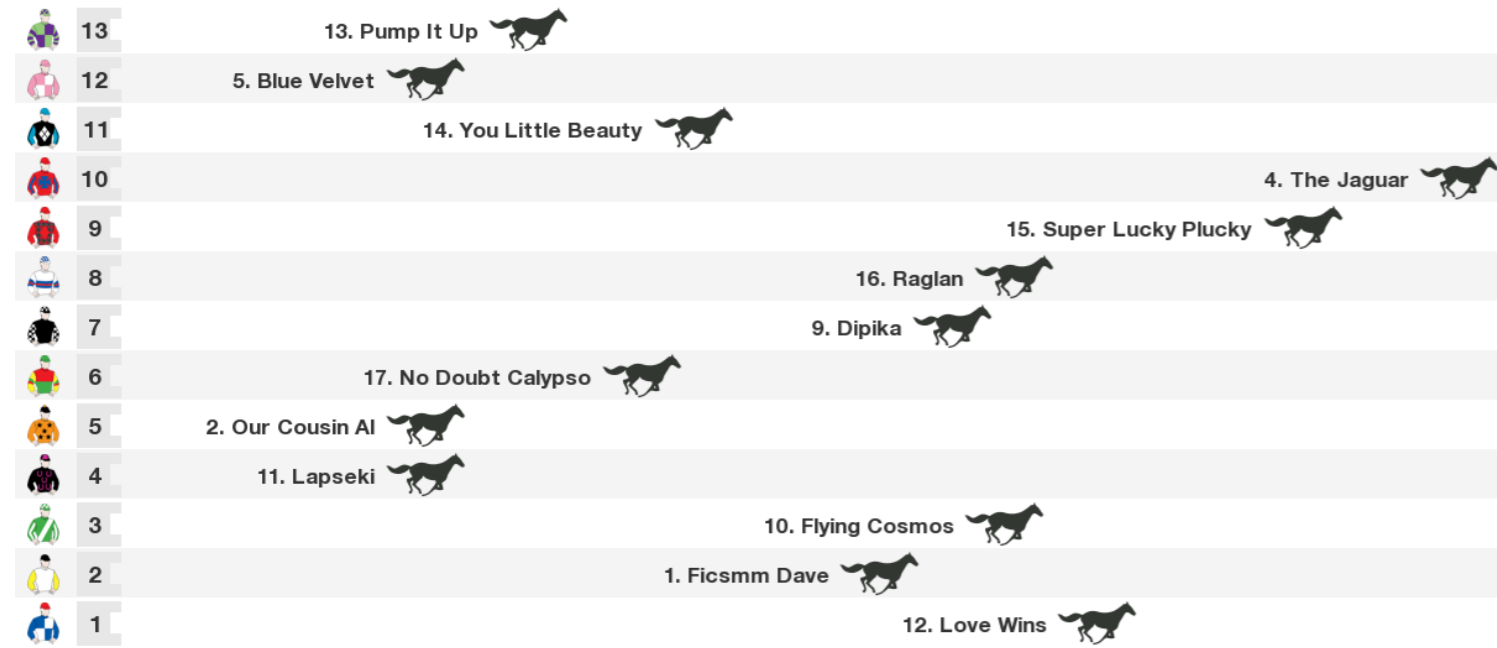 13 13. Pump It Up
12 5. Blue Velvet
11 14. You Little Beauty
10 4. The Jaguar
9 15. Super Lucky Plucky
8 16. Raglan
7 9. Dipika
6 17. No Doubt Calypso
5 2. Our Cousin Al
4 11. Lapseki
3 10. Flying Cosmos
2 1. Ficsmm Dave
1 12. Love Wins